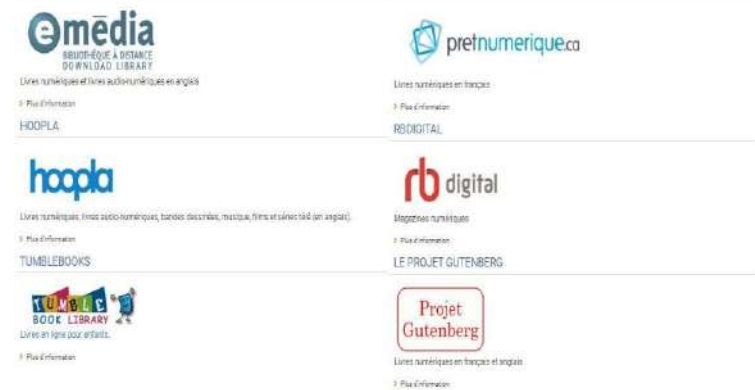 emédia
BIBLIOTHÈQUE À DISTANCE
DOWNLOAD LIBRARY
Livres numériques et livres audio-numériques en anglais
Plus d'information
HOOPLA
hoopla
Livres numériques, livres audio-numériques, bandes dessinées, musique, films et séries télé (en anglais).
Plus d'information
TUMBLEBOOKS
TUMBLE
BOOK LIBRARY
Livres en ligne pour enfants.
Plus d'information
pretnumerique.ca
Livres numériques en français
Plus d'information
RBDIGITAL
rb digital
Magazines numériques
Plus d'information
LE PROJET GUTENBERG
Projet
Gutenberg
Livres numériques en français et anglais
Plus d'information